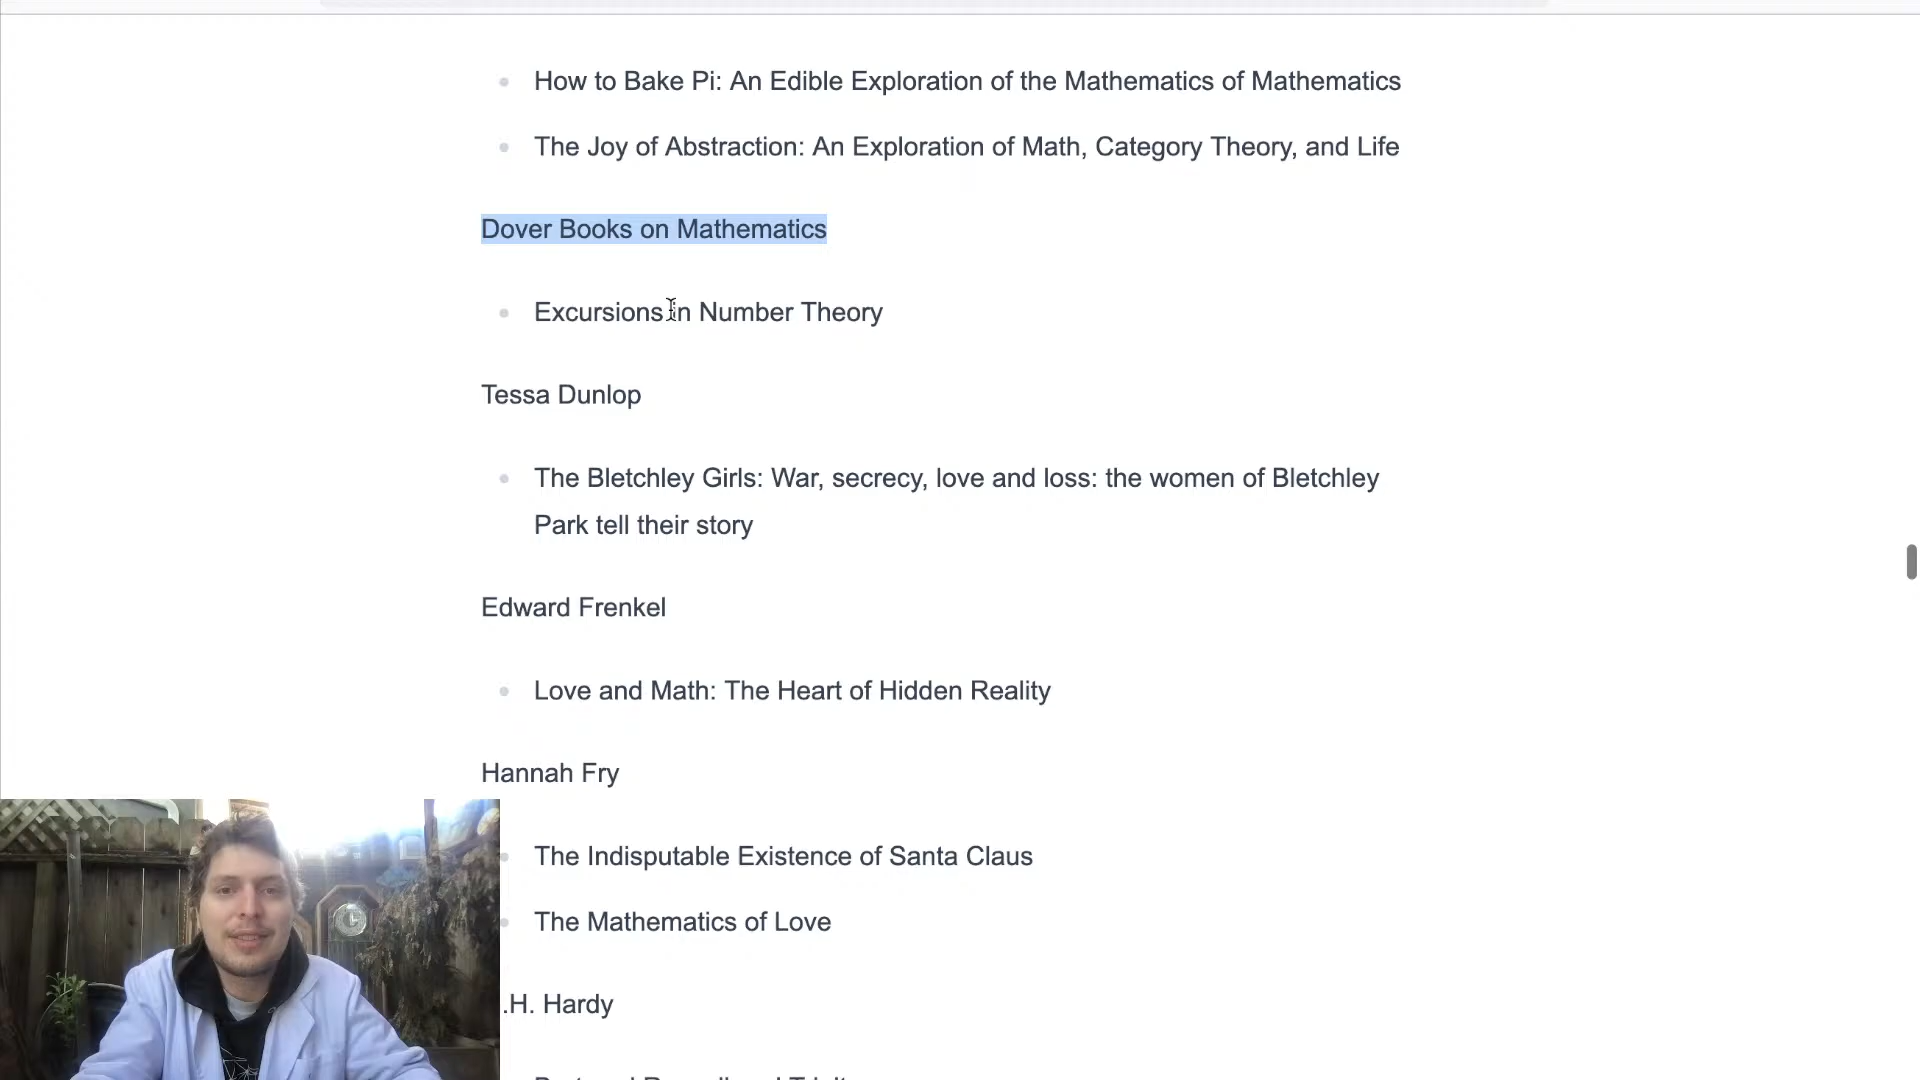 How to Bake Pi: An Edible Exploration of the Mathematics of Mathematics
The Joy of Abstraction: An Exploration of Math, Category Theory, and Life
Dover Books on Mathematics
Excursions in Number Theory
Tessa Dunlop
The Bletchley Girls: War, secrecy, love and loss: the women of Bletchley
Park tell their story
Edward Frenkel
Love and Math: The Heart of Hidden Reality
Hannah Fry
The Indisputable Existence of Santa Claus
The Mathematics of Love
.H. Hardy